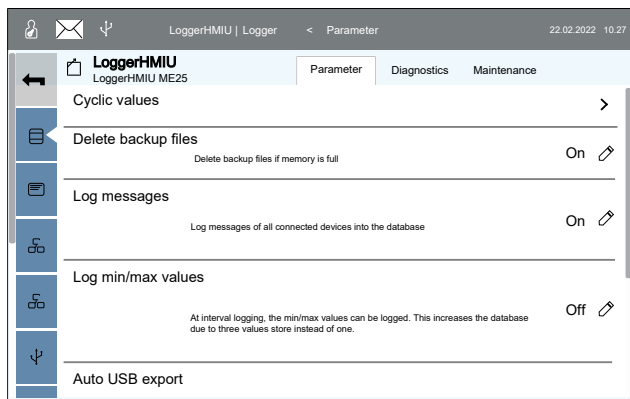 LoggerHMIU | Logger < Parameter 22.02.2022 10.27
LoggerHMIU
LoggerHMIU ME25
Parameter Diagnostics Maintenance
Cyclic values
Delete backup files
Delete backup files if memory is full
On
Log messages
Log messages of all connected devices into the database
On
Log min/max values
At interval logging, the min/max values can be logged. This increases the database
due to three values store instead of one.
Off
Auto USB export